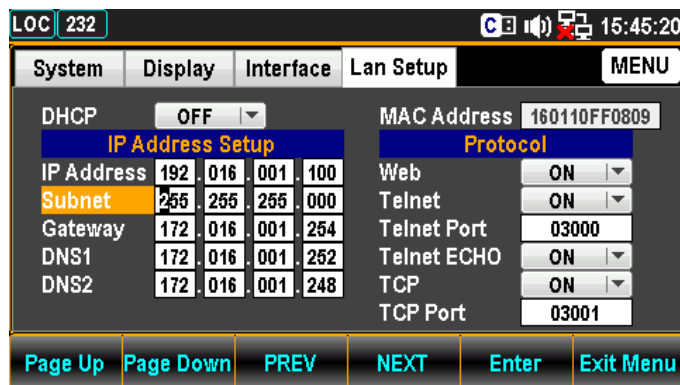 LOC 232 C 15:45:20
System Display Interface Lan Setup MENU
DHCP OFF MAC Address 160110FF0809
IP Address Setup Protocol
IP Address 192 . 016 . 001 . 100 Web ON
Subnet 255 . 255 . 255 . 000 Telnet ON
Gateway 172 . 016 . 001 . 254 Telnet Port 03000
DNS1 172 . 016 . 001 . 252 Telnet ECHO ON
DNS2 172 . 016 . 001 . 248 TCP ON
TCP Port 03001
Page Up Page Down PREV NEXT Enter Exit Menu